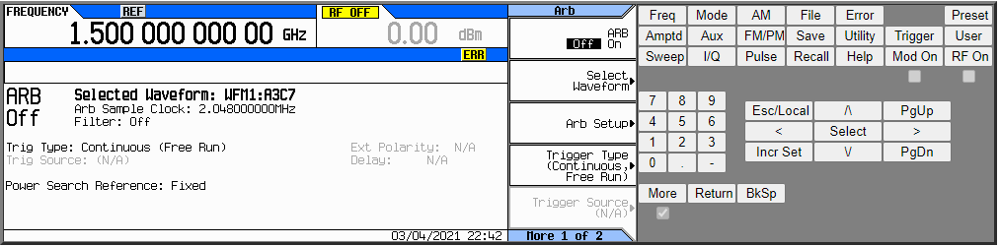 FREQUENCY REF RF OFF
1.500 000 000 00 GHz 0.00 dBm
ERR
ARB Selected Waveform: WFM1:A3C7
Off Arb Sample Clock: 2.048000000MHz
Filter: Off
Trig Type: Continuous (Free Run) Ext Polarity: N/A
Trig Source: (N/A) Delay: N/A
Power Search Reference: Fixed
03/04/2021 22:42
Arb
ARB
Off On
Select
Waveform
Arb Setup
Trigger Type
(Continuous,
Free Run)
Trigger Source
(N/A)
More 1 of 2
Freq Mode AM File Error Preset
Amptd Aux FM/PM Save Utility Trigger User
Sweep I/Q Pulse Recall Help Mod On RF On
7 8 9
4 5 6
1 2 3
0 . -
Esc/Local /\ PgUp
< Select >
Incr Set \/ PgDn
More Return BkSp